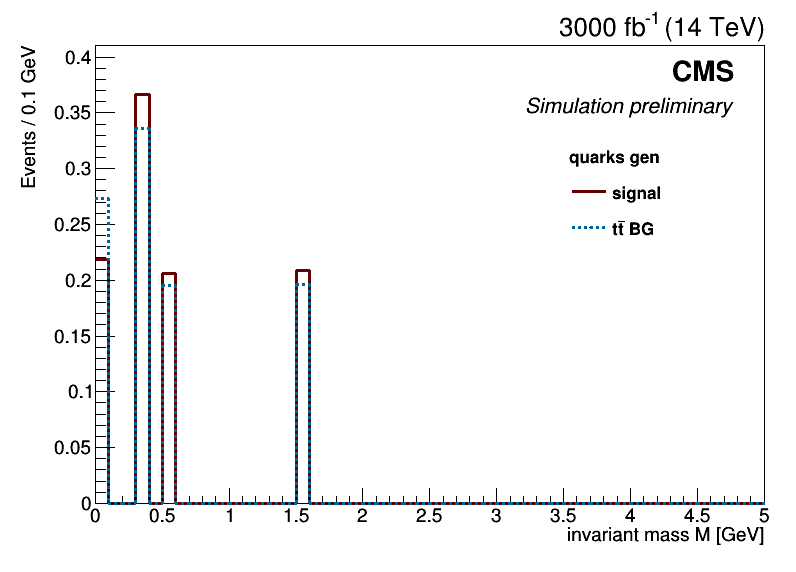 3000 fb-1 (14 TeV)
Events / 0.1 GeV
0.4
0.35
0.3
0.25
0.2
0.15
0.1
0.05
0
CMS
Simulation preliminary
quarks gen
signal
tt̄ BG
0 0.5 1 1.5 2 2.5 3 3.5 4 4.5 5
invariant mass M [GeV]